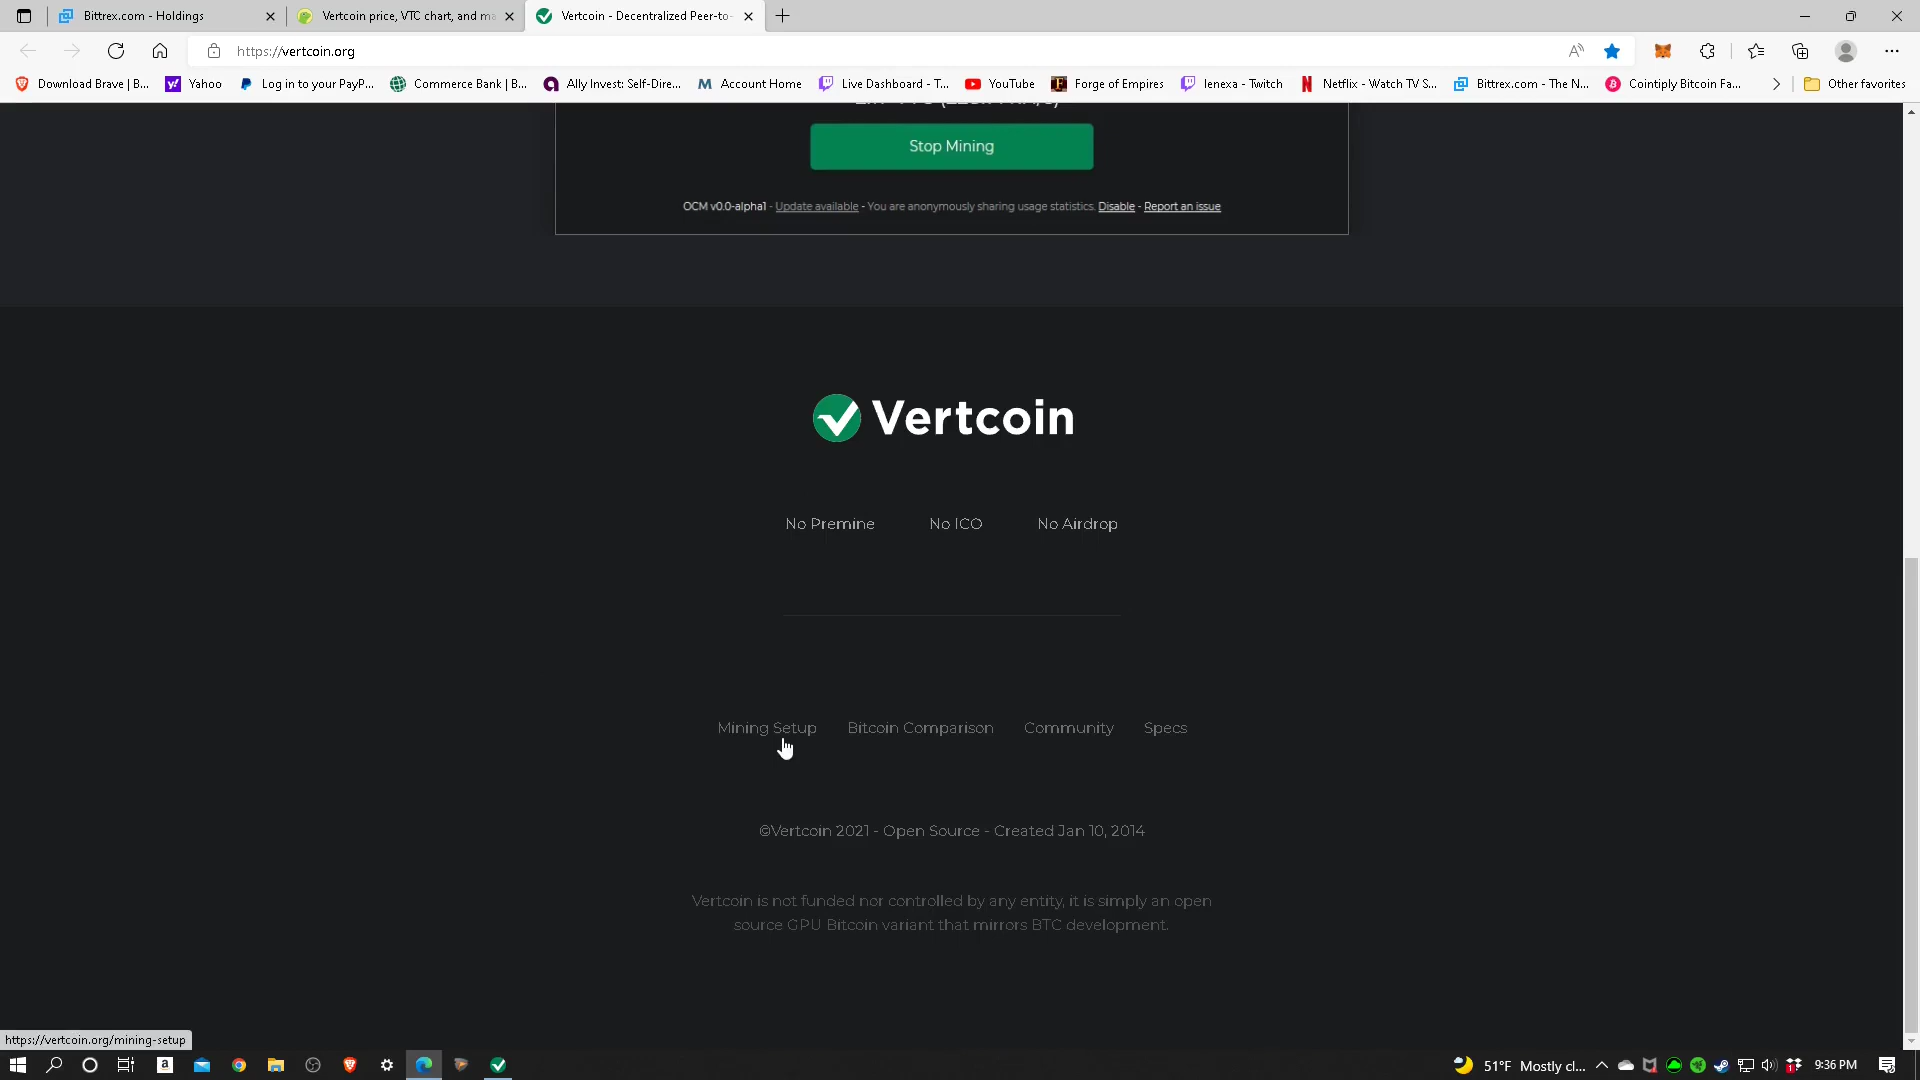 Bittrex.com - Holdings
Vertcoin price, VTC chart, and ma
Vertcoin - Decentralized Peer-to-
https://vertcoin.org
Download Brave | B...
Yahoo
Log in to your PayP...
Commerce Bank | B...
Ally Invest: Self-Dire...
Account Home
Live Dashboard - T...
YouTube
Forge of Empires
lenexa - Twitch
Netflix - Watch TV S...
Bittrex.com - The N...
Cointiply Bitcoin Fa...
Other favorites
Stop Mining
OCM v0.0-alpha1 - Update available - You are anonymously sharing usage statistics. Disable - Report an issue
Vertcoin
No Premine No ICO No Airdrop
Mining Setup Bitcoin Comparison Community Specs
©Vertcoin 2021 - Open Source - Created Jan 10, 2014
Vertcoin is not funded nor controlled by any entity, it is simply an open
source GPU Bitcoin variant that mirrors BTC development.
https://vertcoin.org/mining-setup
51°F Mostly cl...
9:36 PM